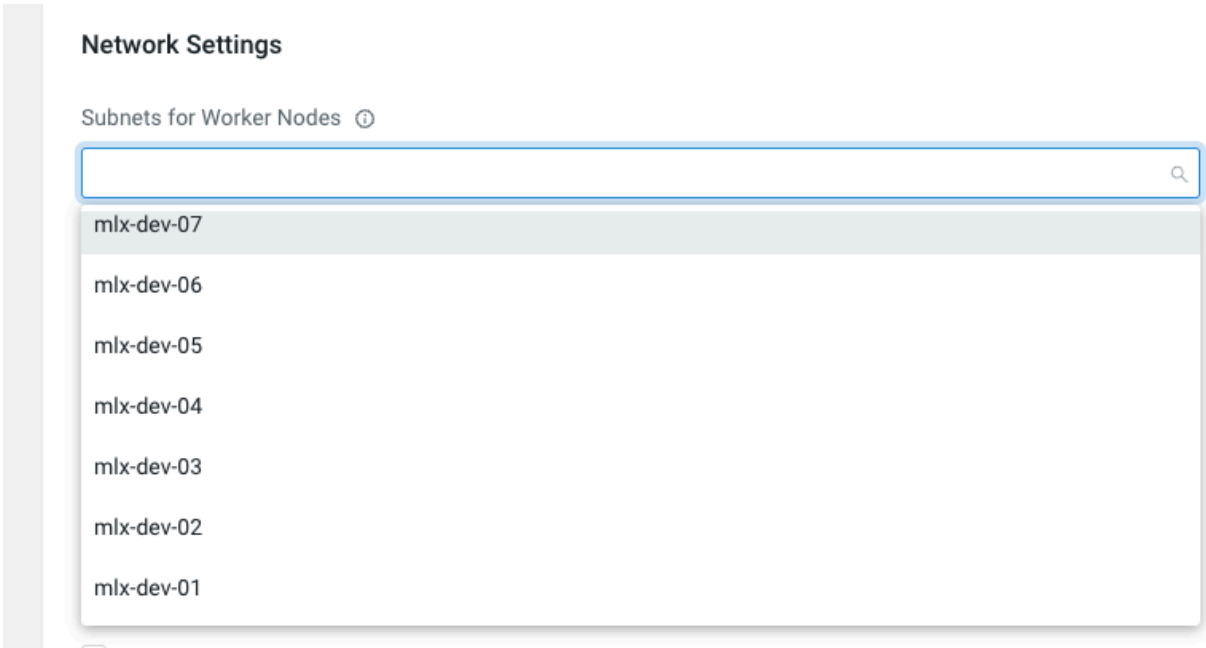 Network Settings
Subnets for Worker Nodes
mlx-dev-07
mlx-dev-06
mlx-dev-05
mlx-dev-04
mlx-dev-03
mlx-dev-02
mlx-dev-01